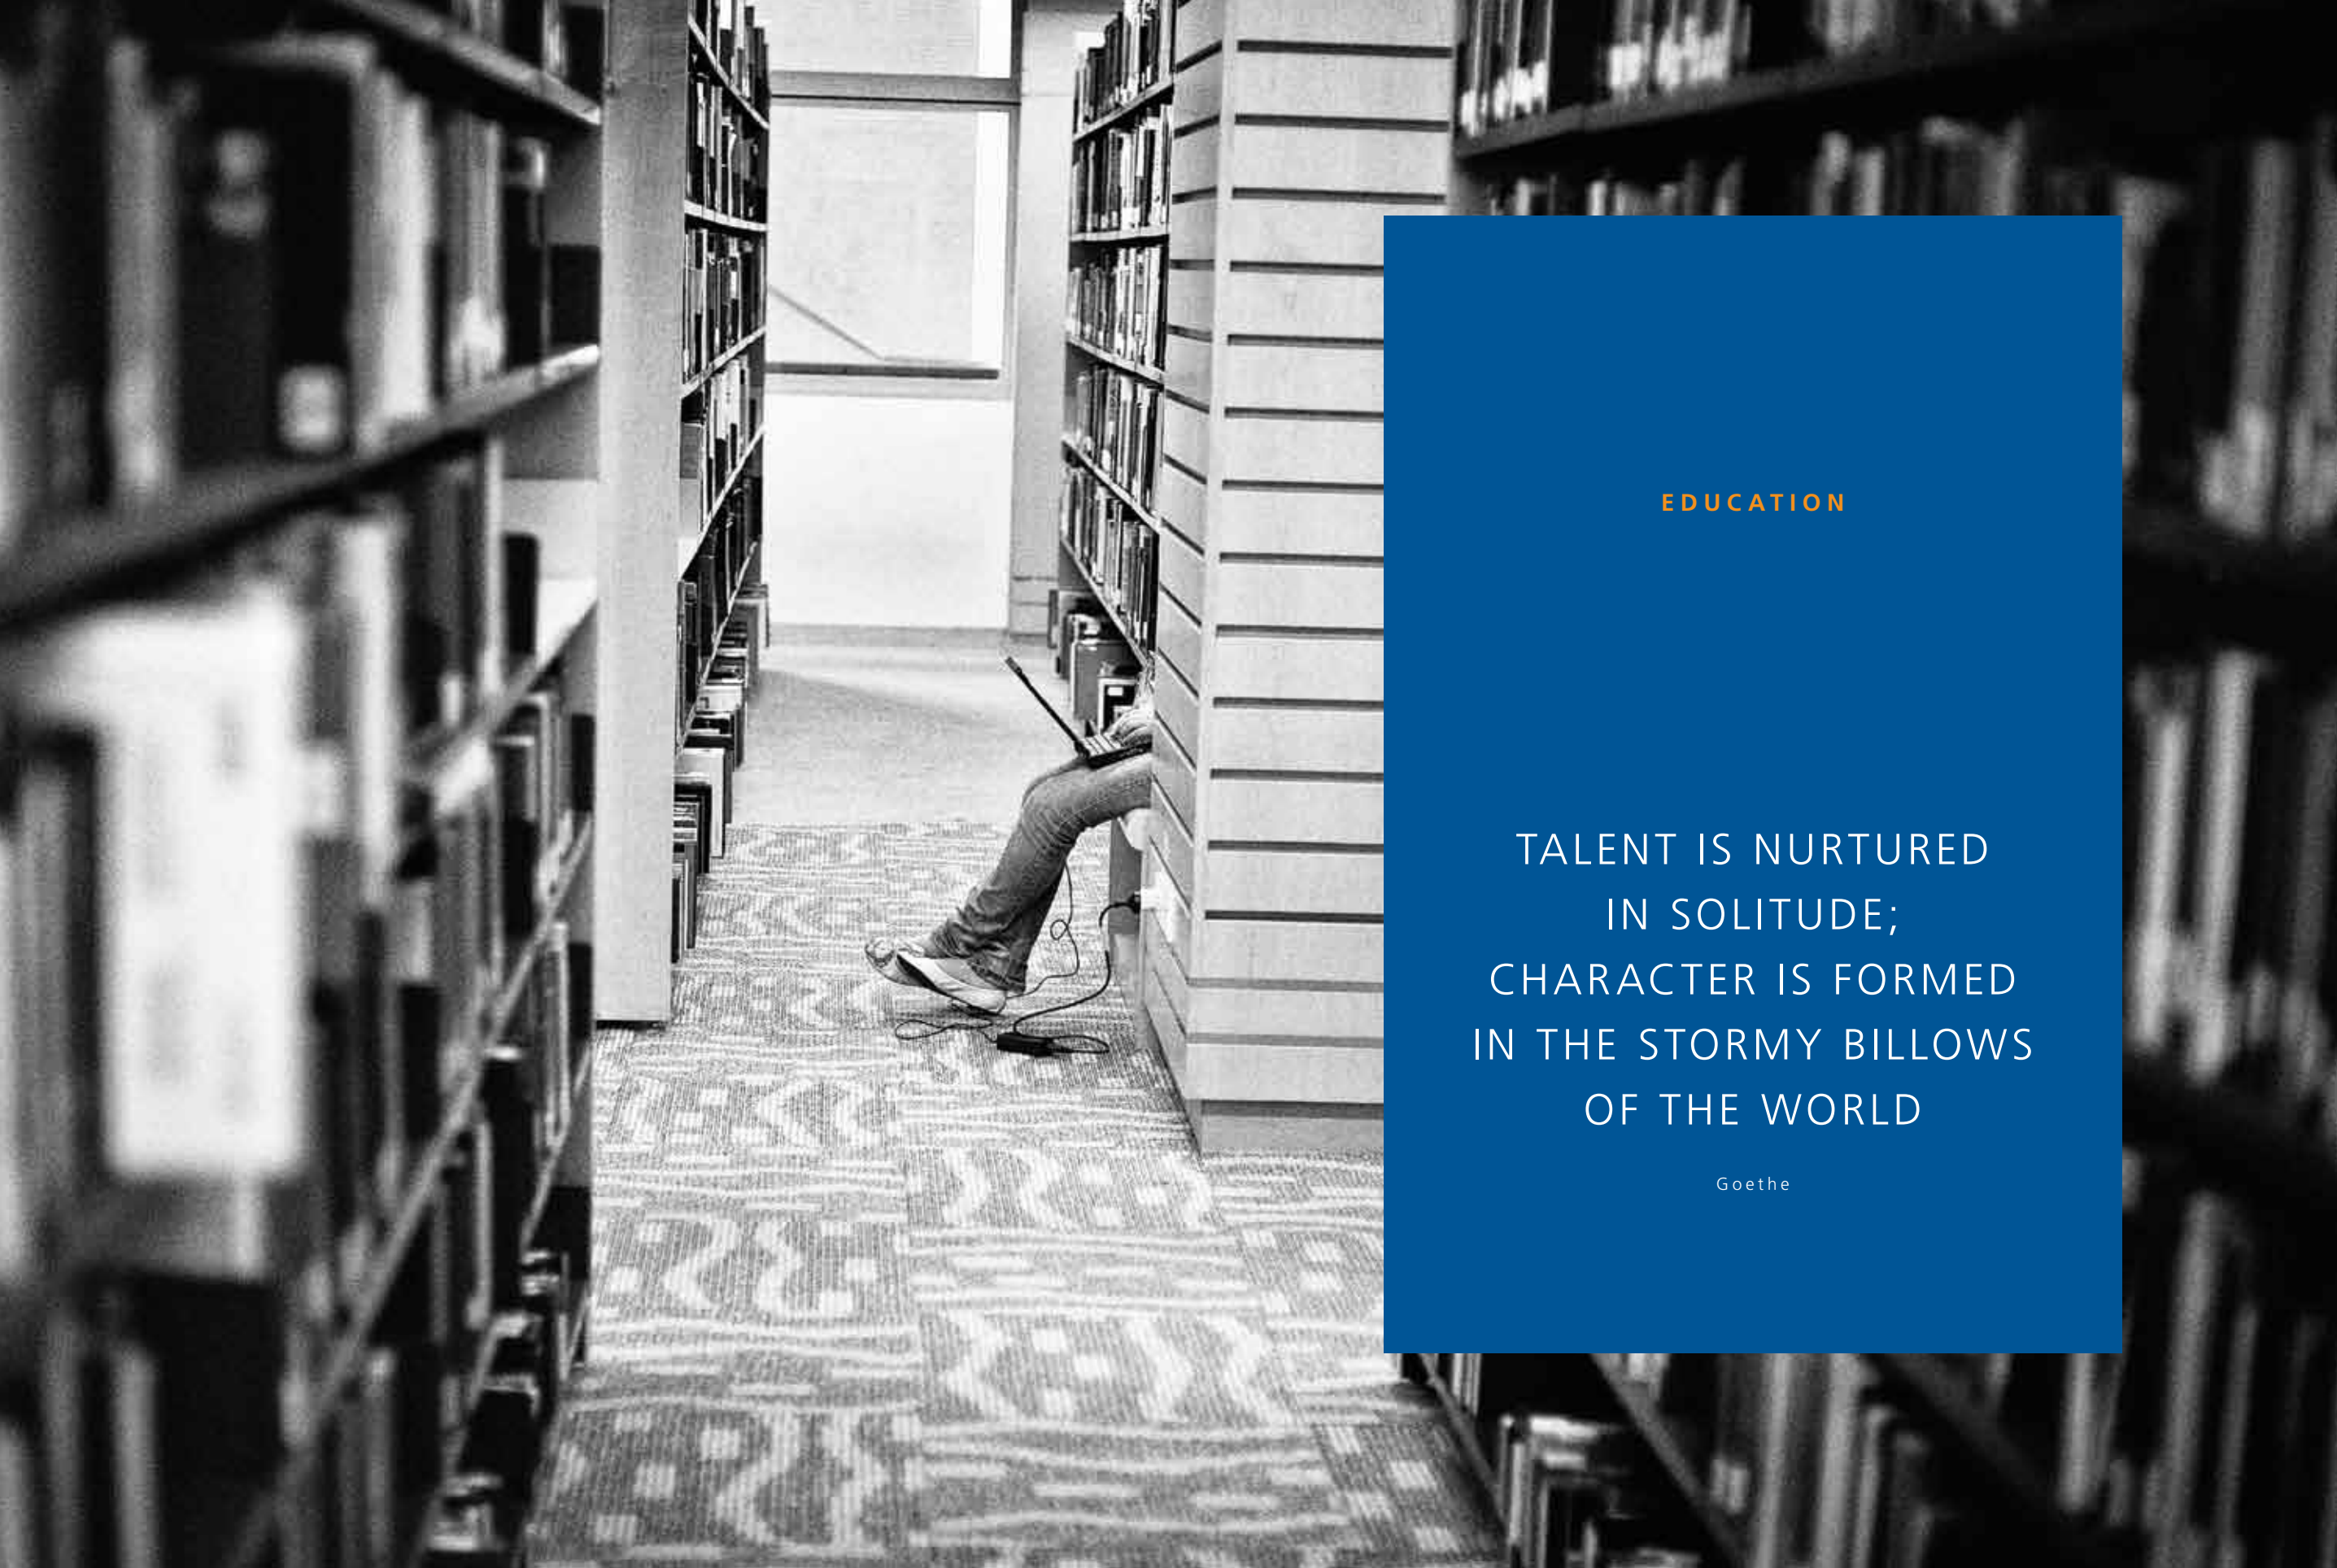 EDUCATION
TALENT IS NURTURED
IN SOLITUDE;
CHARACTER IS FORMED
IN THE STORMY BILLOWS
OF THE WORLD
Goethe